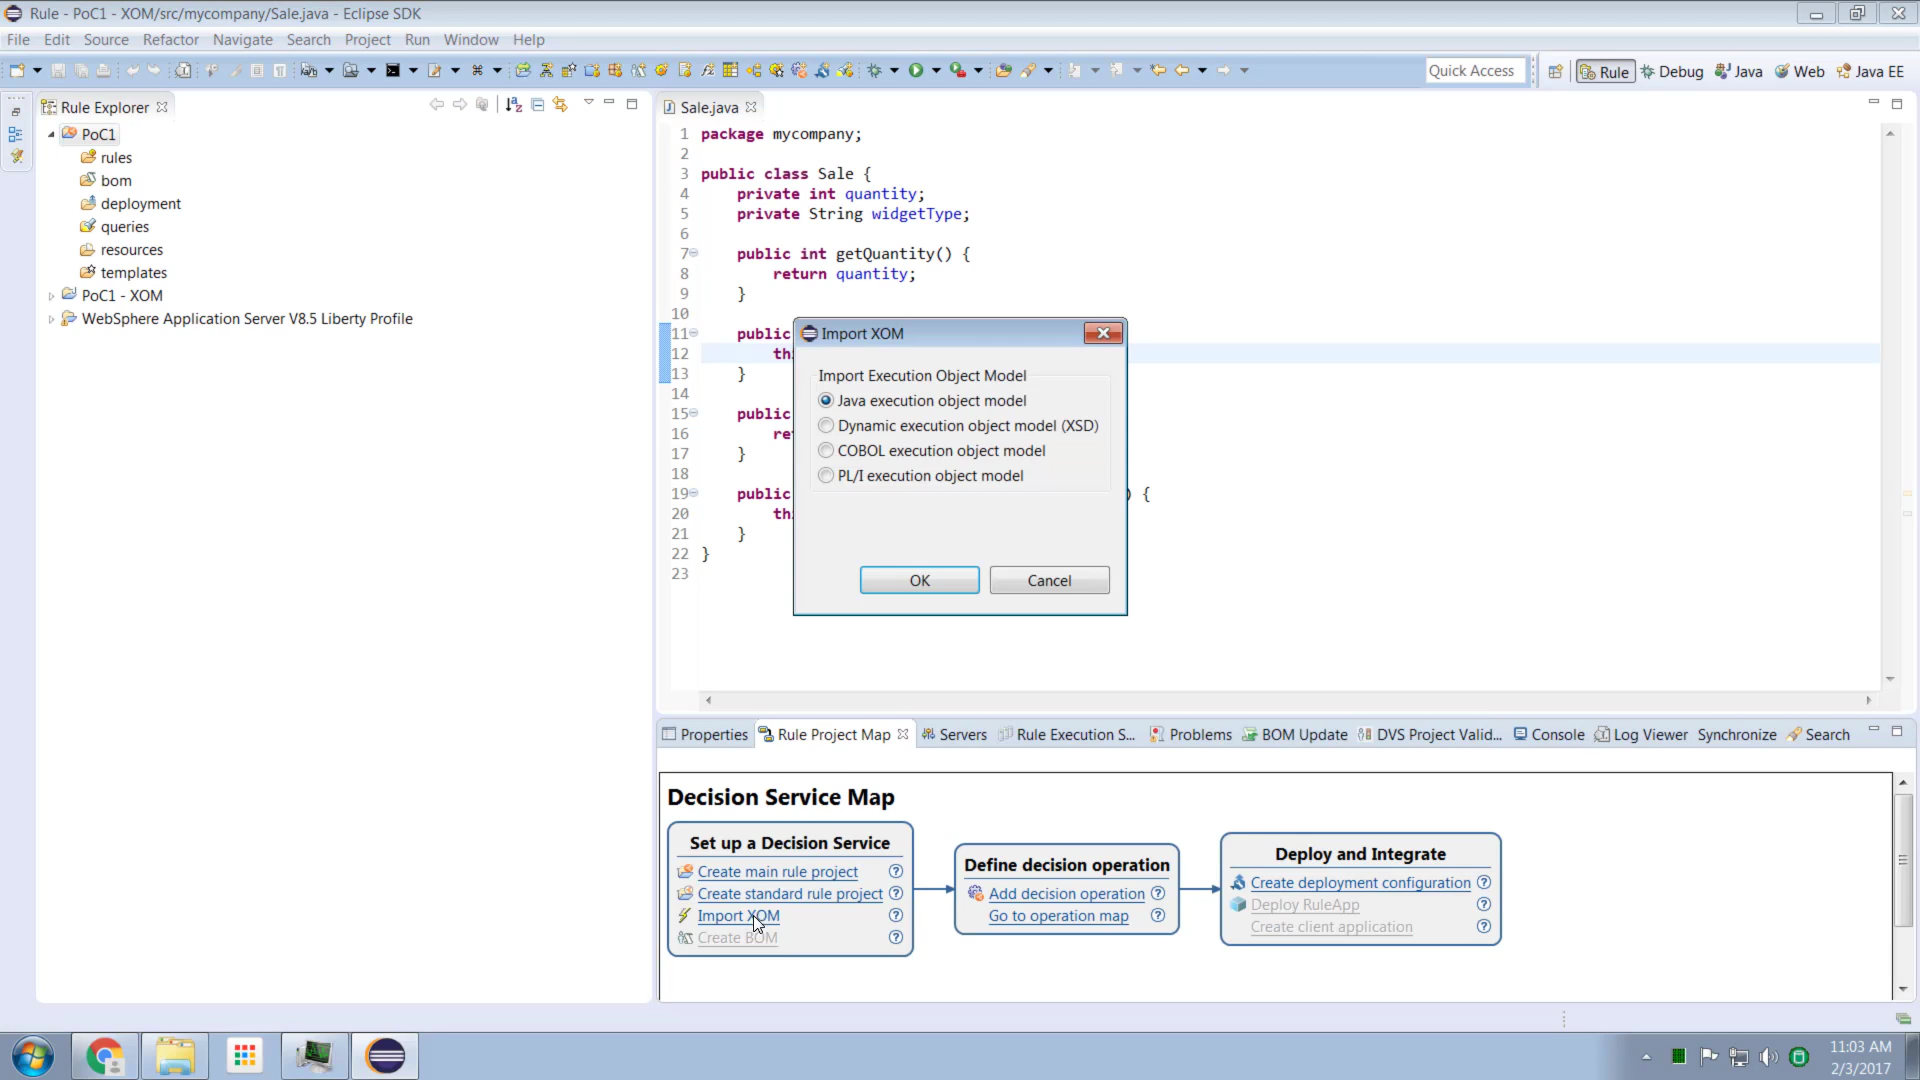 Rule - PoC1 - XOM/src/mycompany/Sale.java - Eclipse SDK
File Edit Source Refactor Navigate Search Project Run Window Help
Quick Access Rule Debug Java Web Java EE
Rule Explorer
PoC1
rules
bom
deployment
queries
resources
templates
PoC1 - XOM
WebSphere Application Server V8.5 Liberty Profile
Sale.java
1 package mycompany;
2
3 public class Sale {
4 private int quantity;
5 private String widgetType;
6
7 public int getQuantity() {
8 return quantity;
9 }
10
11 public
12 thi
13 }
14
15 public
16 re
17 }
18
19 public ) {
20 thi
21 }
22 }
23
Import XOM
Import Execution Object Model
Java execution object model
Dynamic execution object model (XSD)
COBOL execution object model
PL/I execution object model
OK Cancel
Properties Rule Project Map Servers Rule Execution S... Problems BOM Update DVS Project Valid... Console Log Viewer Synchronize Search
Decision Service Map
Set up a Decision Service
Create main rule project
Create standard rule project
Import XOM
Create BOM
Define decision operation
Add decision operation
Go to operation map
Deploy and Integrate
Create deployment configuration
Deploy RuleApp
Create client application
11:03 AM
2/3/2017